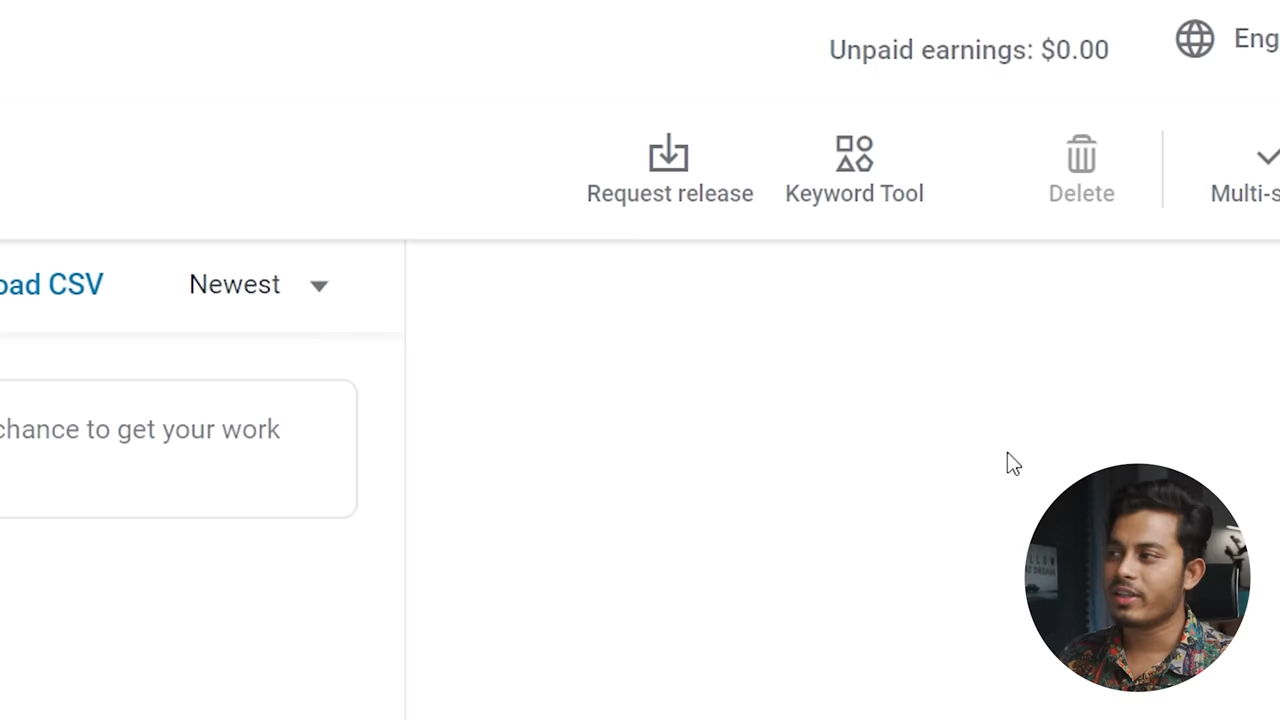 Unpaid earnings: $0.00
Eng
Request release
Keyword Tool
Delete
Multi-s
oad CSV
Newest
chance to get your work
LLOW